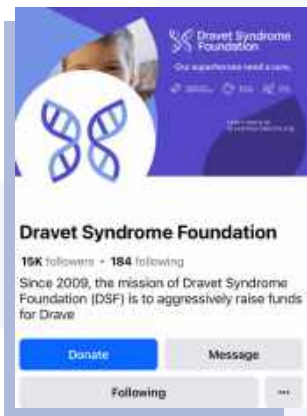 Dravet Syndrome
Foundation
Our superheroes need a cure.
Dravet Syndrome Foundation
15K followers • 184 following
Since 2009, the mission of Dravet Syndrome
Foundation (DSF) is to aggressively raise funds
for Drave
Donate
Message
Following
...